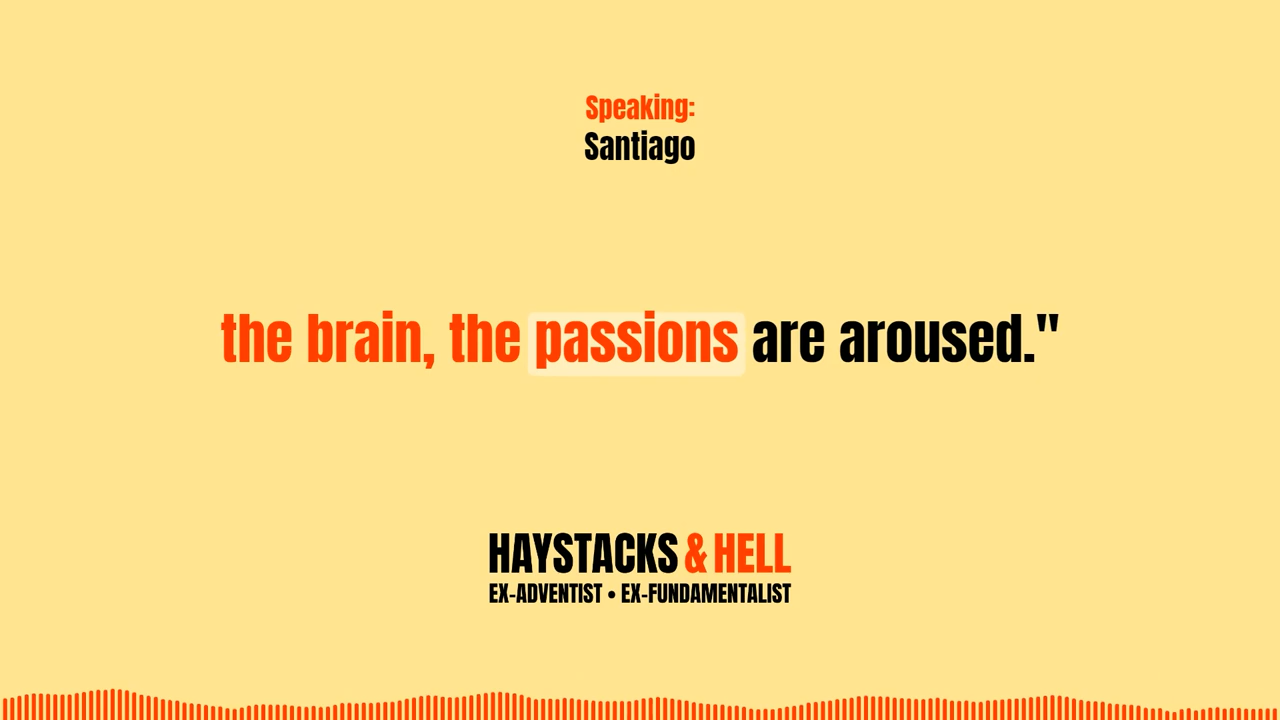 Speaking:
Santiago
the brain, the passions are aroused."
HAYSTACKS & HELL
EX-ADVENTIST • EX-FUNDAMENTALIST